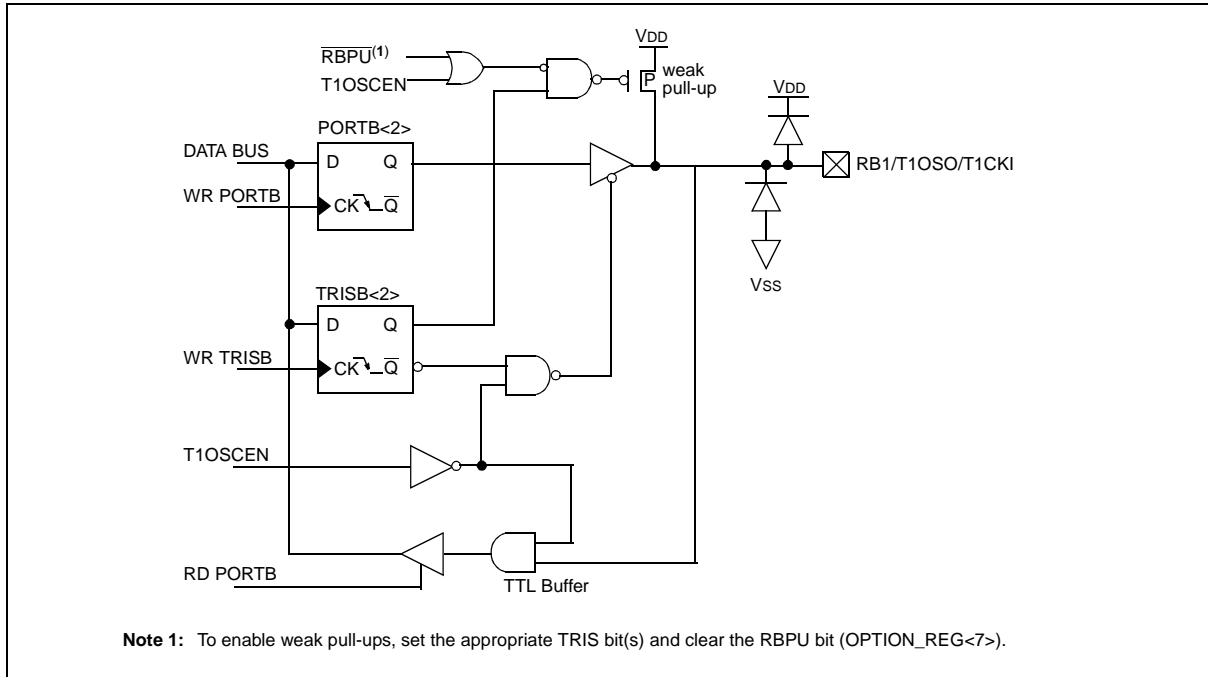 R̅B̅P̅U̅(1)
T1OSCEN
VDD
P
weak
pull-up
VDD
PORTB<2>
DATA BUS
D Q
WR PORTB
CK Q̅
RB1/T1OSO/T1CKI
VSS
TRISB<2>
D Q
WR TRISB
CK Q̅
T1OSCEN
RD PORTB
TTL Buffer
Note 1: To enable weak pull-ups, set the appropriate TRIS bit(s) and clear the RBPU bit (OPTION_REG<7>).